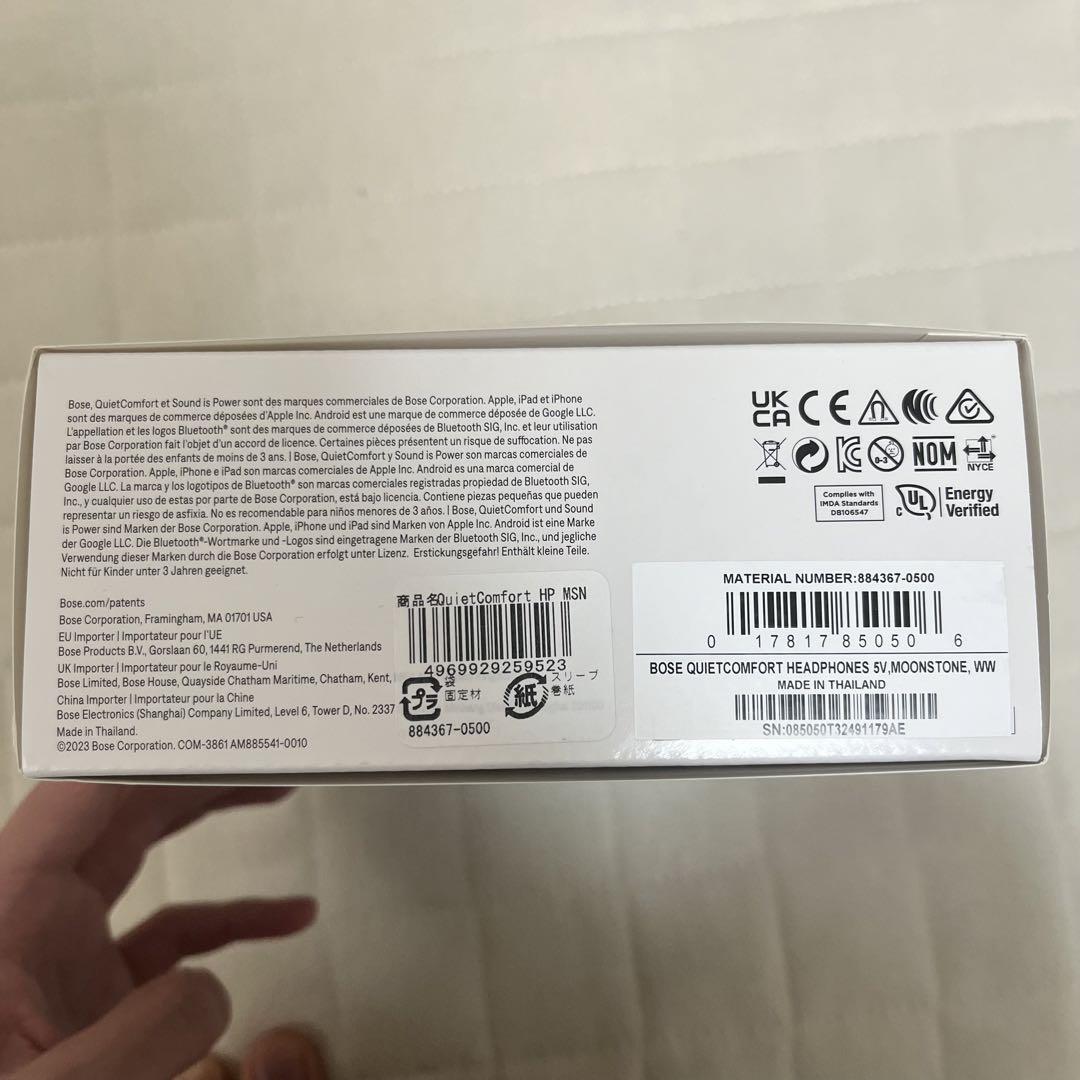 Bose, QuietComfort et Sound is Power sont des marques commerciales de Bose Corporation. Apple, iPad et iPhone
sont des marques de commerce déposées d'Apple Inc. Android est une marque de commerce déposée de Google LLC.
L'appellation et les logos Bluetooth® sont des marques de commerce déposées de Bluetooth SIG, Inc. et leur utilisation
par Bose Corporation fait l'objet d'un accord de licence. Certaines pièces présentent un risque de suffocation. Ne pas
laisser à la portée des enfants de moins de 3 ans. | Bose, QuietComfort y Sound is Power son marcas comerciales de
Bose Corporation. Apple, iPhone e iPad son marcas comerciales de Apple Inc. Android es una marca comercial de
Google LLC. La marca y los logotipos de Bluetooth® son marcas comerciales registradas propiedad de Bluetooth SIG,
Inc., y cualquier uso de estas por parte de Bose Corporation, está bajo licencia. Contiene piezas pequeñas que pueden
representar un riesgo de asfixia. No es recomendable para niños menores de 3 años. | Bose, QuietComfort und Sound
is Power sind Marken der Bose Corporation. Apple, iPhone und iPad sind Marken von Apple Inc. Android ist eine Marke
der Google LLC. Die Bluetooth®-Wortmarke und -Logos sind eingetragene Marken der Bluetooth SIG, Inc., und jegliche
Verwendung dieser Marken durch die Bose Corporation erfolgt unter Lizenz. Erstickungsgefahr! Enthält kleine Teile.
Nicht für Kinder unter 3 Jahren geeignet.
Bose.com/patents
Bose Corporation, Framingham, MA 01701 USA
EU Importer | Importateur pour l'UE
Bose Products B.V., Gorslaan 60, 1441 RG Purmerend, The Netherlands
UK Importer | Importateur pour le Royaume-Uni
Bose Limited, Bose House, Quayside Chatham Maritime, Chatham, Kent,
China Importer | Importateur pour la Chine
Bose Electronics (Shanghai) Company Limited, Level 6, Tower D, No. 2337
Made in Thailand.
©2023 Bose Corporation. COM-3861 AM885541-0010
商品名QuietComfort HP MSN
4969929259523
プラ
袋
固定材
紙
スリーブ
巻紙
884367-0500
UK
CA
CE
0-3
NOM
NYCE
Complies with
IMDA Standards
DB106547
c UL
Energy
Verified
MATERIAL NUMBER:884367-0500
0 17817 85050 6
BOSE QUIETCOMFORT HEADPHONES 5V,MOONSTONE, WW
MADE IN THAILAND
SN:085050T32491179AE